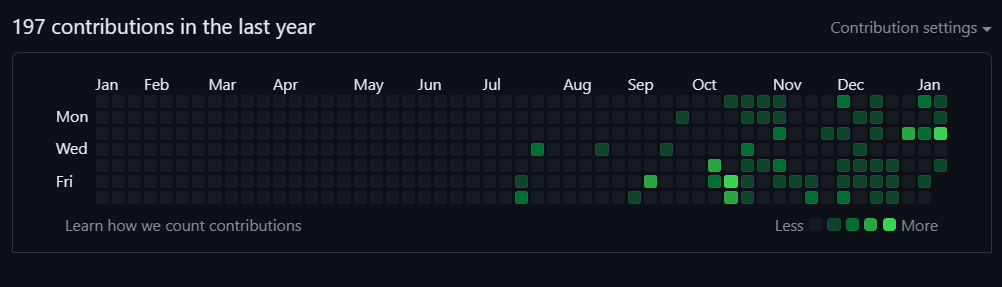 197 contributions in the last year
Contribution settings
Jan Feb Mar Apr May Jun Jul Aug Sep Oct Nov Dec Jan
Mon
Wed
Fri
Learn how we count contributions
Less More